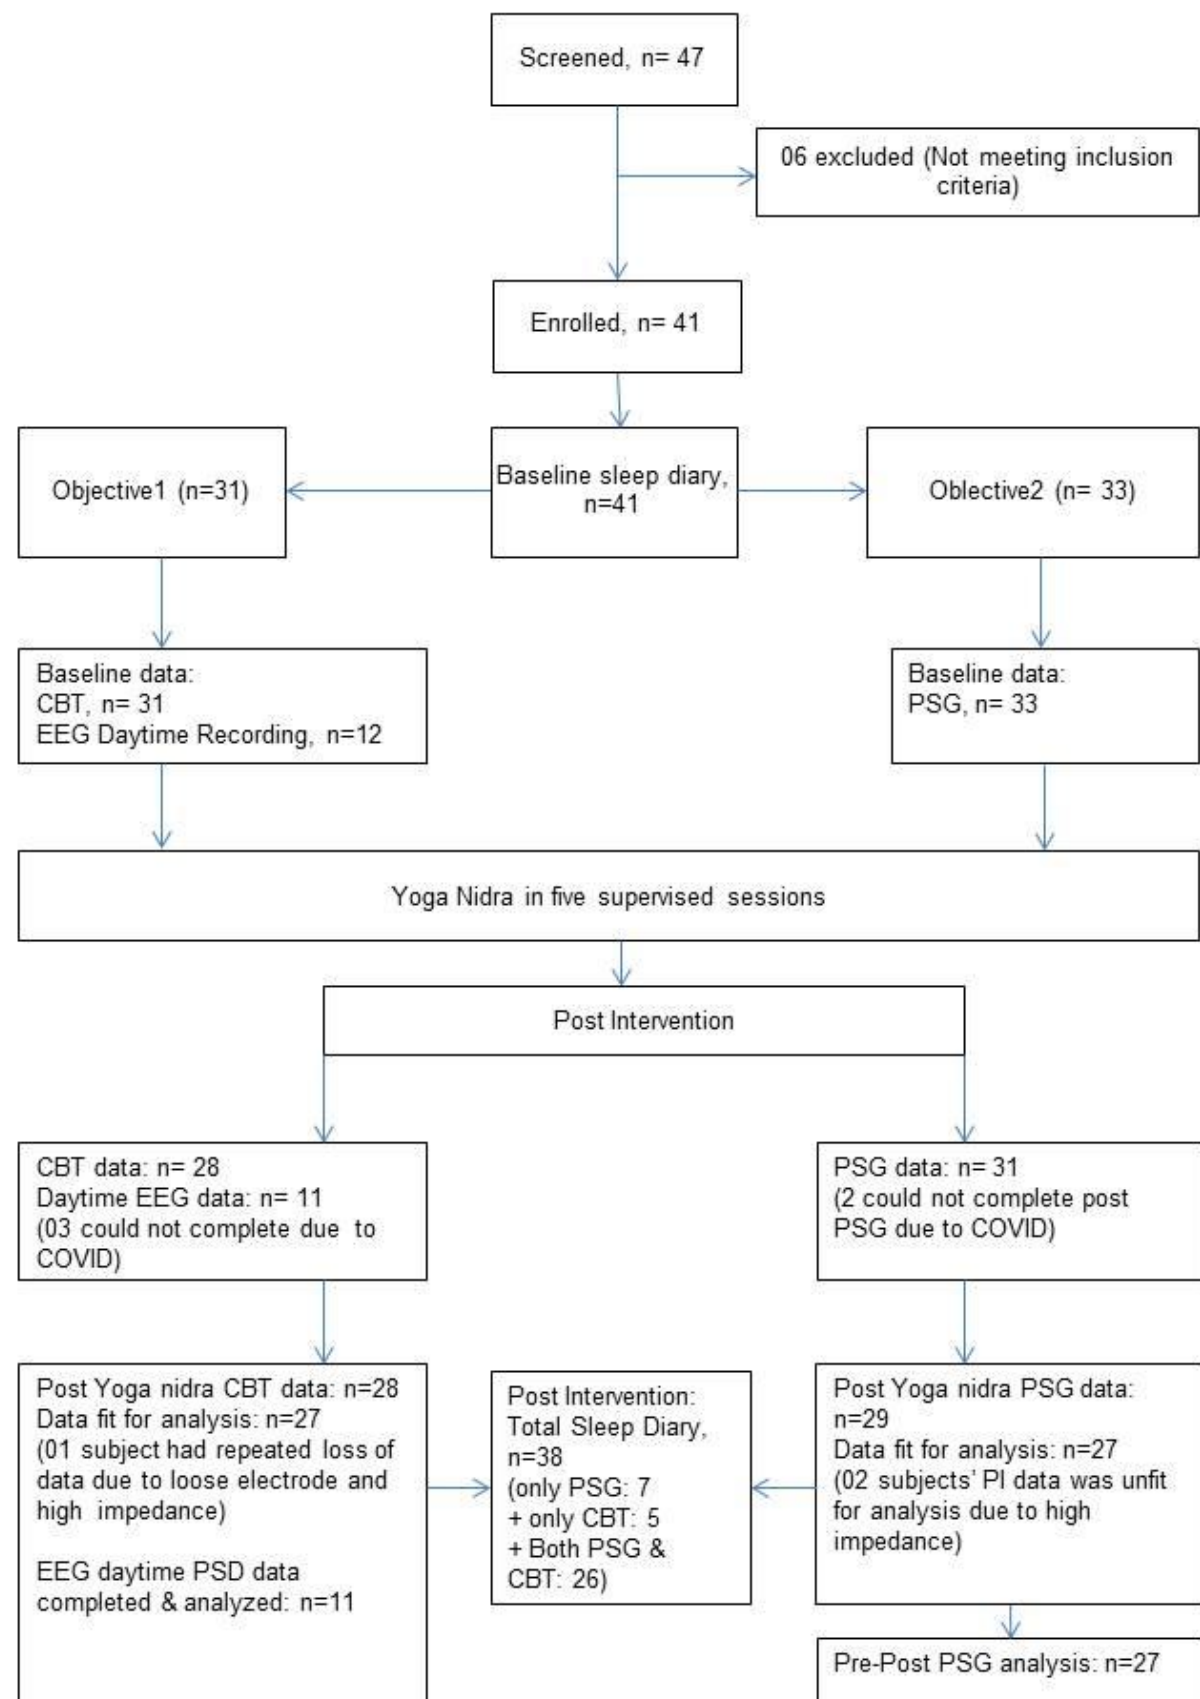 Screened, n= 47
06 excluded (Not meeting inclusion
criteria)
Enrolled, n= 41
Objective1 (n=31)
Baseline sleep diary,
n=41
Oblective2 (n= 33)
Baseline data:
CBT, n= 31
EEG Daytime Recording, n=12
Baseline data:
PSG, n= 33
Yoga Nidra in five supervised sessions
Post Intervention
CBT data: n= 28
Daytime EEG data: n= 11
(03 could not complete due to
COVID)
PSG data: n= 31
(2 could not complete post
PSG due to COVID)
Post Yoga nidra CBT data: n=28
Data fit for analysis: n=27
(01 subject had repeated loss of
data due to loose electrode and
high impedance)
EEG daytime PSD data
completed & analyzed: n=11
Post Intervention:
Total Sleep Diary,
n=38
(only PSG: 7
+ only CBT: 5
+ Both PSG &
CBT: 26)
Post Yoga nidra PSG data:
n=29
Data fit for analysis: n=27
(02 subjects' PI data was unfit
for analysis due to high
impedance)
Pre-Post PSG analysis: n=27